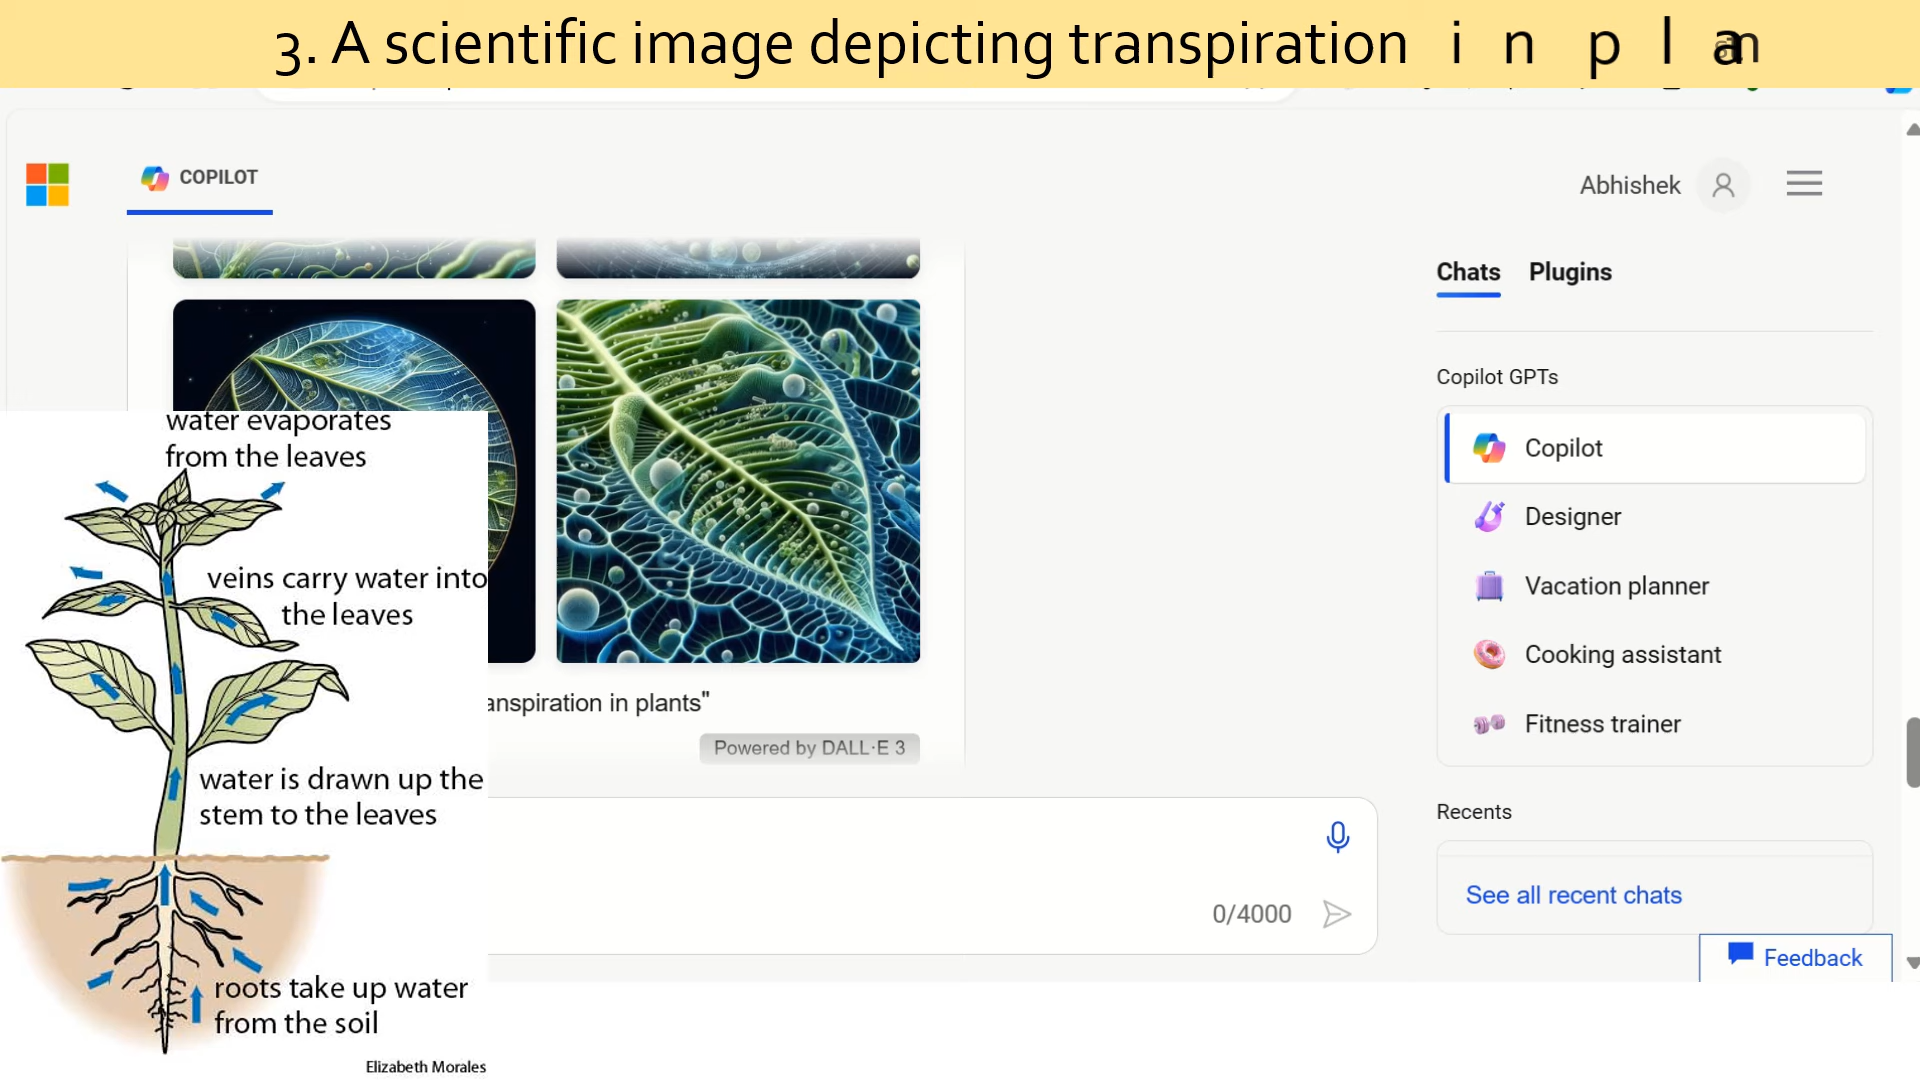 3. A scientific image depicting transpiration i n p l a n
COPILOT
Abhishek
Chats Plugins
Copilot GPTs
Copilot
Designer
Vacation planner
Cooking assistant
Fitness trainer
Recents
See all recent chats
Feedback
water evaporates
from the leaves
veins carry water into
the leaves
water is drawn up the
stem to the leaves
roots take up water
from the soil
Elizabeth Morales
anspiration in plants"
Powered by DALL·E 3
0/4000